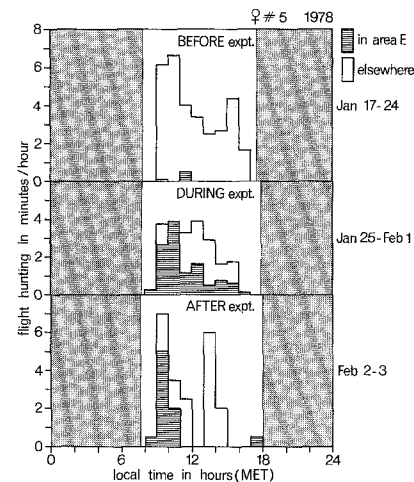 ♀ # 5 1978
in area E
elsewhere
BEFORE expt.
Jan 17-24
8
6
4
2
0
DURING expt.
Jan 25-Feb 1
4
2
0
AFTER expt.
Feb 2-3
6
4
2
0
flight hunting in minutes/hour
0 6 12 18 24
local time in hours (MET)